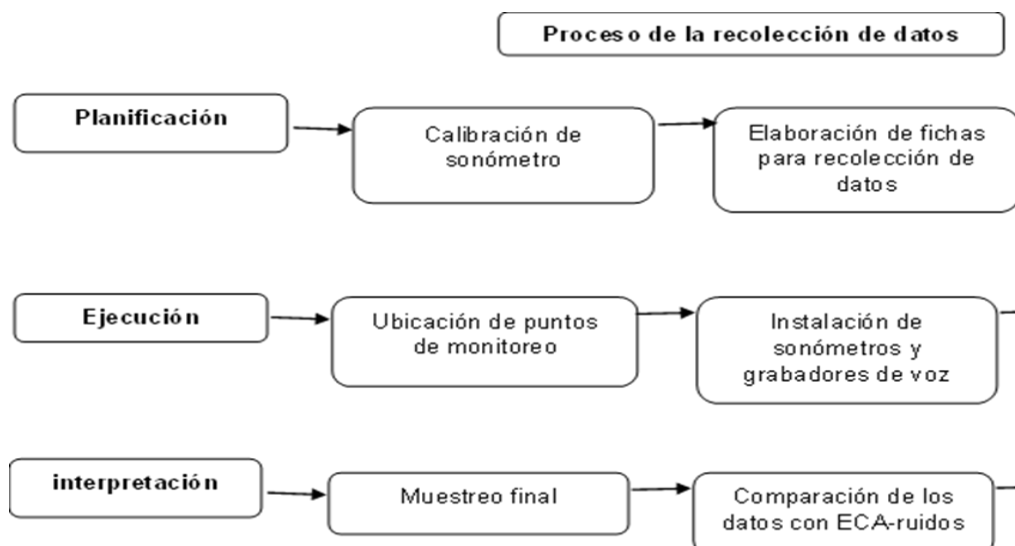 Proceso de la recolección de datos
Planificación
Calibración de
sonómetro
Elaboración de fichas
para recolección de
datos
Ejecución
Ubicación de puntos
de monitoreo
Instalación de
sonómetros y
grabadores de voz
interpretación
Muestreo final
Comparación de los
datos con ECA-ruidos